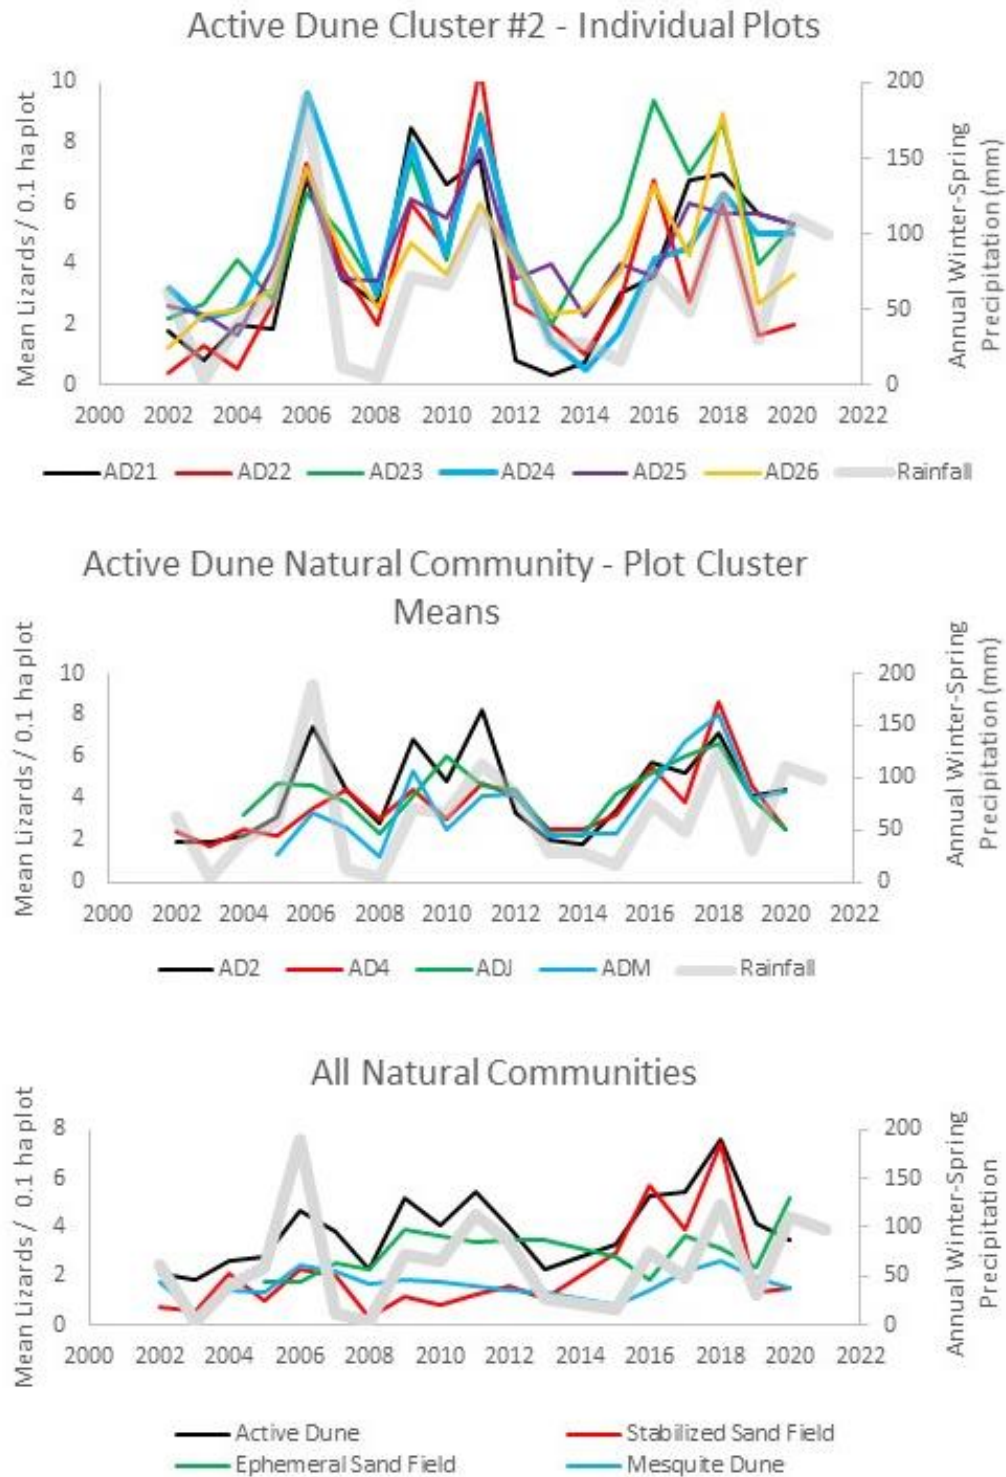 Active Dune Cluster #2 - Individual Plots
Mean Lizards / 0.1 ha plot
10
8
6
4
2
0
200
150
100
50
0
Annual Winter-Spring
Precipitation (mm)
2000 2002 2004 2006 2008 2010 2012 2014 2016 2018 2020 2022
AD21 AD22 AD23 AD24 AD25 AD26 Rainfall
Active Dune Natural Community - Plot Cluster
Means
Mean Lizards / 0.1 ha plot
10
8
6
4
2
0
200
150
100
50
0
Annual Winter-Spring
Precipitation (mm)
2000 2002 2004 2006 2008 2010 2012 2014 2016 2018 2020 2022
AD2 AD4 ADJ ADM Rainfall
All Natural Communities
Mean Lizards / 0.1 ha plot
8
6
4
2
0
200
150
100
50
0
Annual Winter-Spring
Precipitation
2000 2002 2004 2006 2008 2010 2012 2014 2016 2018 2020 2022
Active Dune Stabilized Sand Field
Ephemeral Sand Field Mesquite Dune